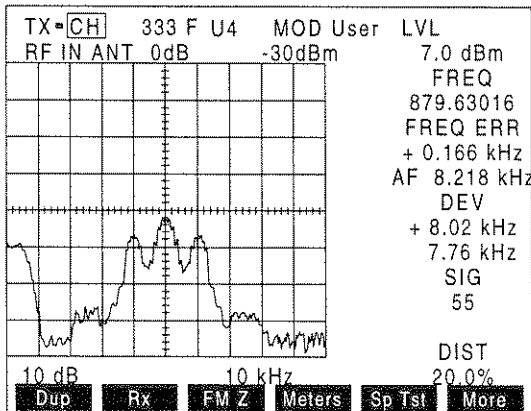 TX=CH 333 F U4 MOD User LVL
RF IN ANT 0dB -30dBm 7.0 dBm
FREQ
879.63016
FREQ ERR
+ 0.166 kHz
AF 8.218 kHz
DEV
+ 8.02 kHz
7.76 kHz
SIG
55
DIST
10 dB 10 kHz 20.0%
Dup Rx FM Z Meters Sp Tst More